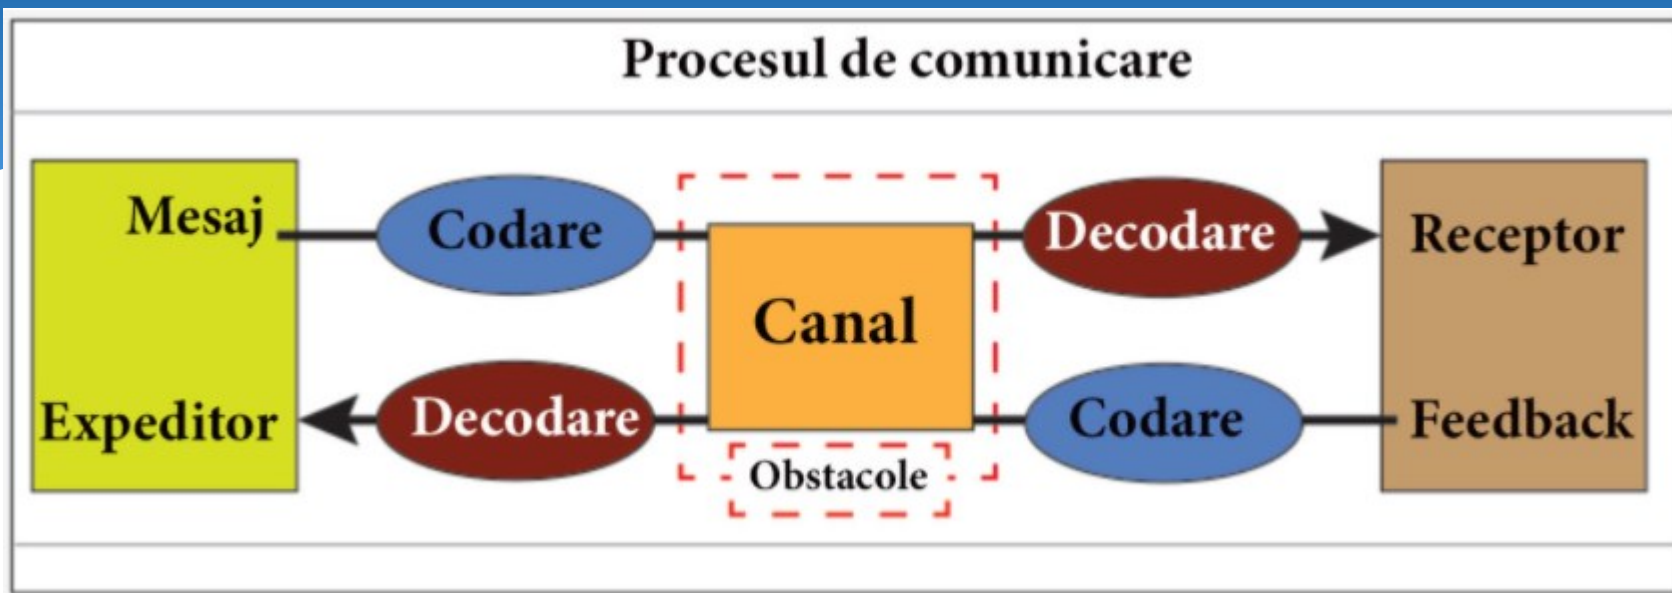 Procesul de comunicare
Mesaj
Codare
Canal
Decodare
Receptor
Expeditor
Decodare
Obstacole
Codare
Feedback